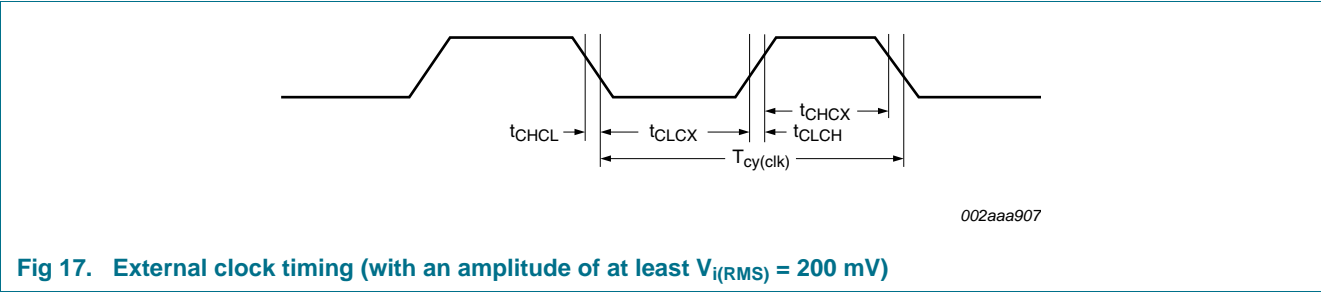 tCHCX
tCHCL tCLCX tCLCH
Tcy(clk)
002aaa907
Fig 17. External clock timing (with an amplitude of at least Vi(RMS) = 200 mV)